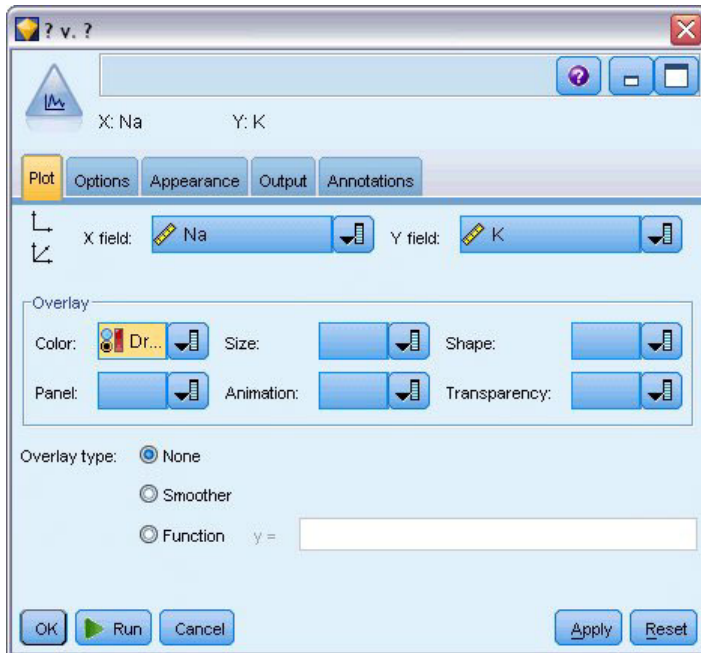 ? v. ?
X: Na Y: K
Plot Options Appearance Output Annotations
X field: Na Y field: K
Overlay
Color: Dr... Size: Shape:
Panel: Animation: Transparency:
Overlay type: None
Smoother
Function y =
OK Run Cancel Apply Reset